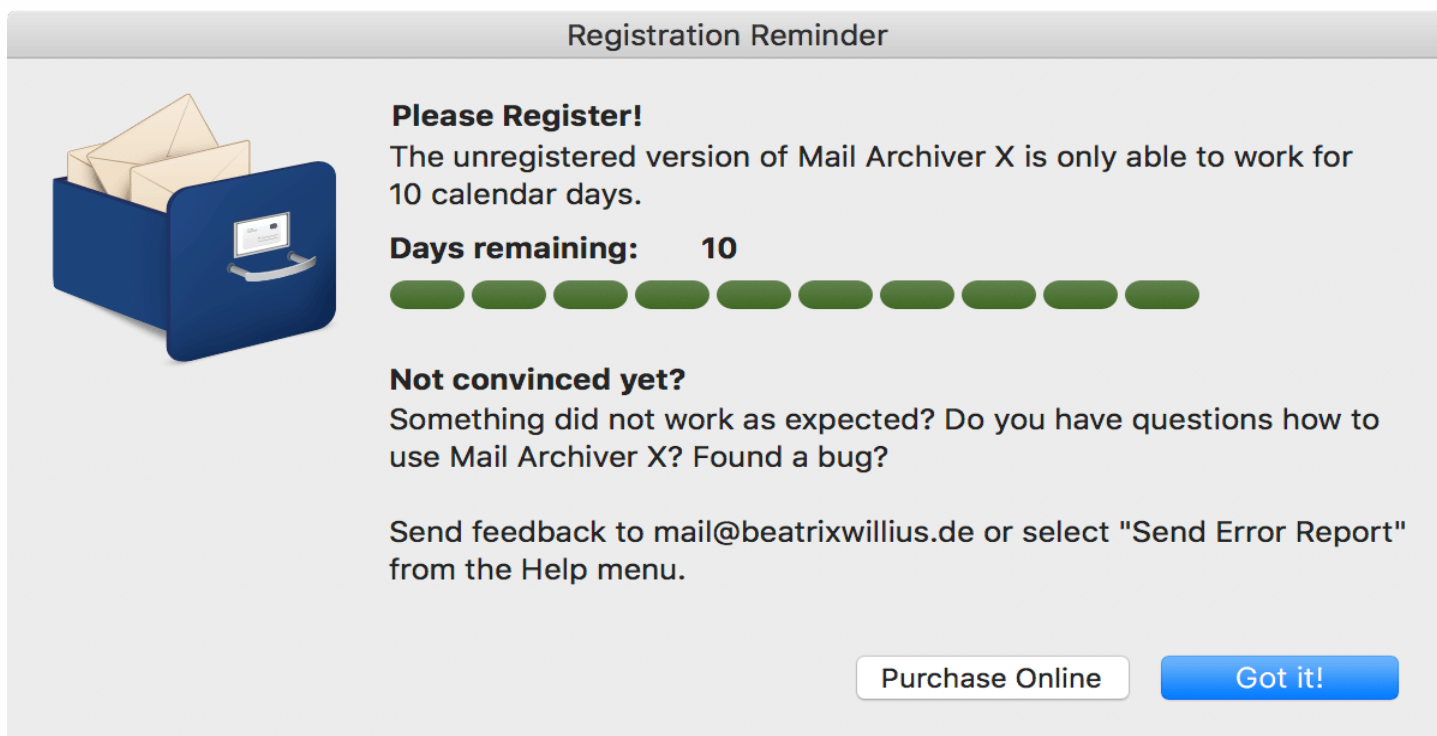 Registration Reminder
Please Register!
The unregistered version of Mail Archiver X is only able to work for
10 calendar days.
Days remaining: 10
Not convinced yet?
Something did not work as expected? Do you have questions how to
use Mail Archiver X? Found a bug?
Send feedback to mail@beatrixwillius.de or select "Send Error Report"
from the Help menu.
Purchase Online
Got it!